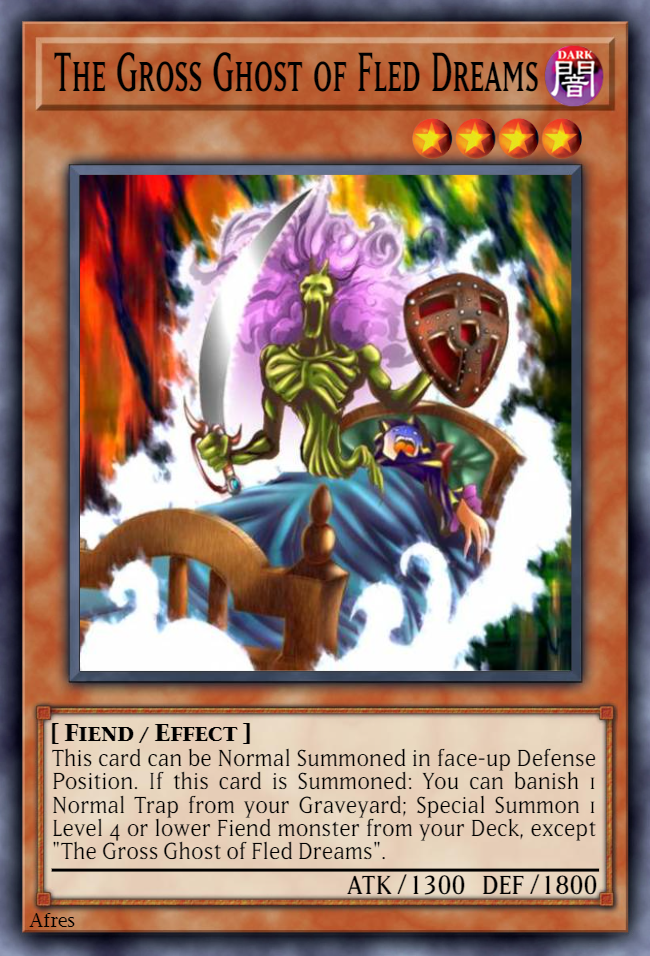 The Gross Ghost of Fled Dreams
DARK
闇
[ Fiend / Effect ]
This card can be Normal Summoned in face-up Defense
Position. If this card is Summoned: You can banish 1
Normal Trap from your Graveyard; Special Summon 1
Level 4 or lower Fiend monster from your Deck, except
"The Gross Ghost of Fled Dreams".
ATK / 1300 DEF / 1800
Afres